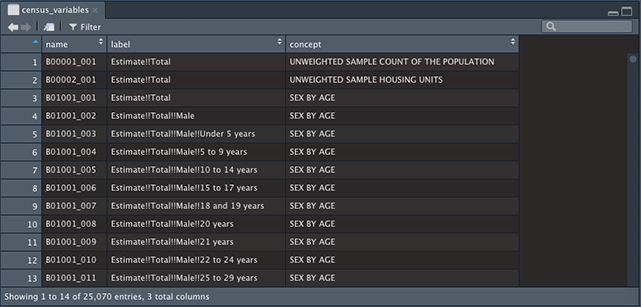 census_variables
Filter
name label concept
1 B00001_001 Estimate!!Total UNWEIGHTED SAMPLE COUNT OF THE POPULATION
2 B00002_001 Estimate!!Total UNWEIGHTED SAMPLE HOUSING UNITS
3 B01001_001 Estimate!!Total SEX BY AGE
4 B01001_002 Estimate!!Total!!Male SEX BY AGE
5 B01001_003 Estimate!!Total!!Male!!Under 5 years SEX BY AGE
6 B01001_004 Estimate!!Total!!Male!!5 to 9 years SEX BY AGE
7 B01001_005 Estimate!!Total!!Male!!10 to 14 years SEX BY AGE
8 B01001_006 Estimate!!Total!!Male!!15 to 17 years SEX BY AGE
9 B01001_007 Estimate!!Total!!Male!!18 and 19 years SEX BY AGE
10 B01001_008 Estimate!!Total!!Male!!20 years SEX BY AGE
11 B01001_009 Estimate!!Total!!Male!!21 years SEX BY AGE
12 B01001_010 Estimate!!Total!!Male!!22 to 24 years SEX BY AGE
13 B01001_011 Estimate!!Total!!Male!!25 to 29 years SEX BY AGE
Showing 1 to 14 of 25,070 entries, 3 total columns